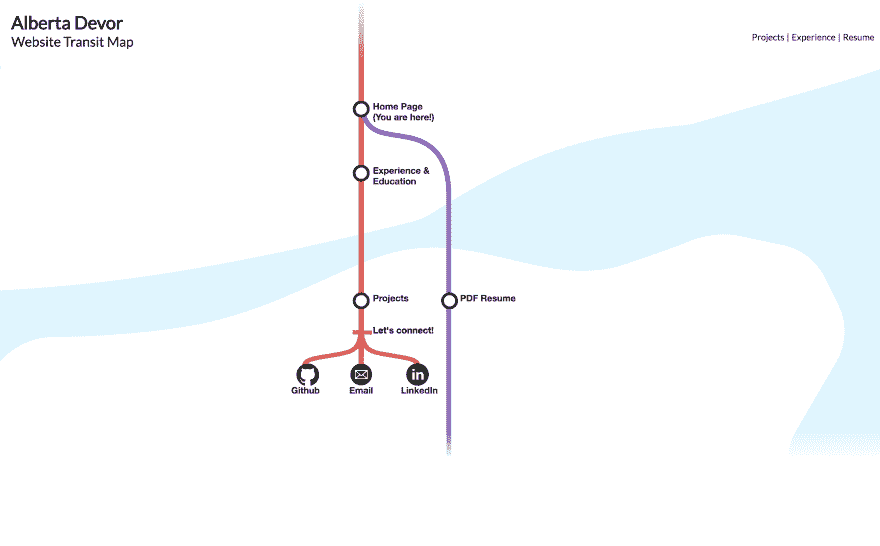 Alberta Devor
Website Transit Map
Projects | Experience | Resume
Home Page
(You are here!)
Experience &
Education
Projects
PDF Resume
Let's connect!
in
Github
Email
LinkedIn